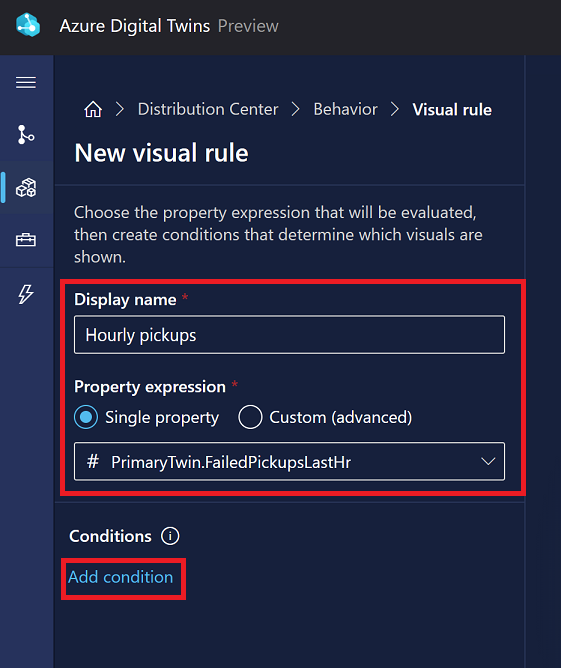 Azure Digital Twins Preview
Distribution Center > Behavior > Visual rule
New visual rule
Choose the property expression that will be evaluated,
then create conditions that determine which visuals are
shown.
Display name *
Hourly pickups
Property expression *
Single property Custom (advanced)
# PrimaryTwin.FailedPickupsLastHr
Conditions
Add condition